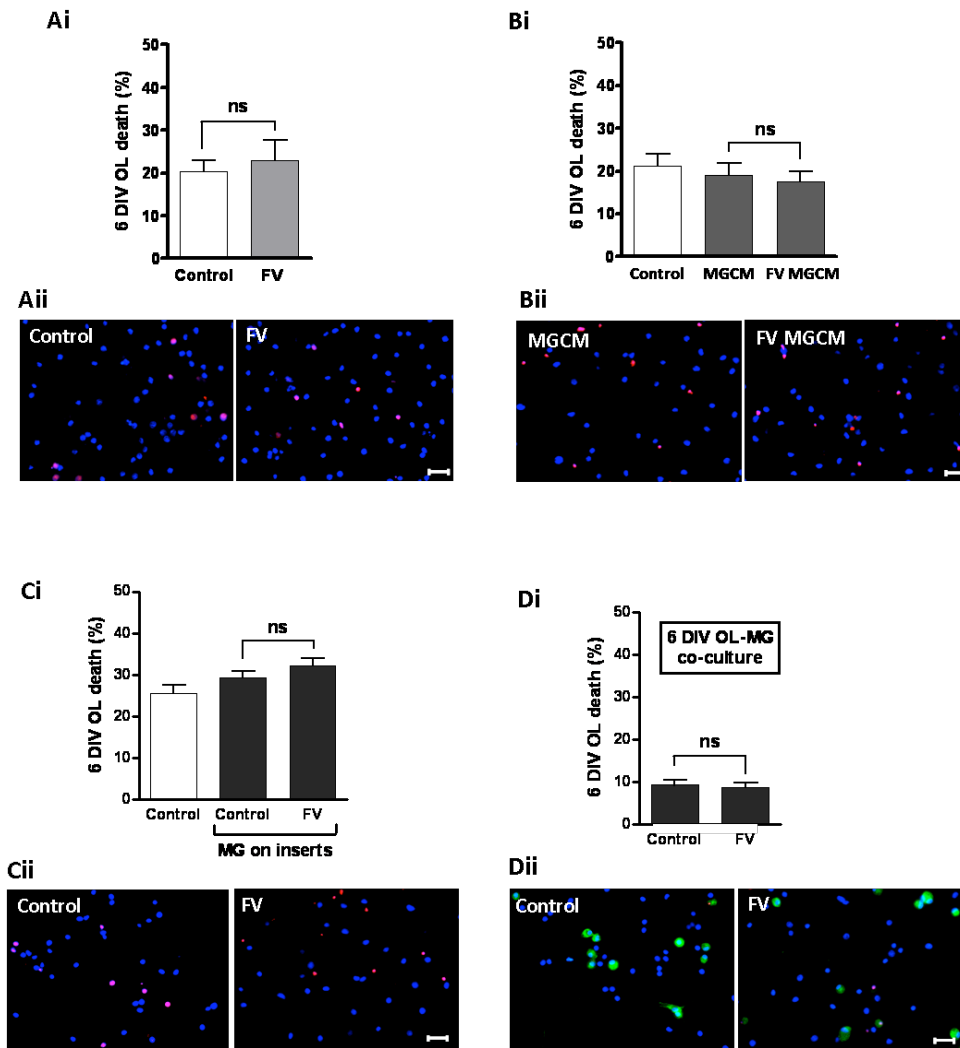 Ai
6 DIV OL death (%)
50
40
30
20
10
0
ns
Control FV
Bi
6 DIV OL death (%)
50
40
30
20
10
0
ns
Control MGCM FV MGCM
Aii
Control FV
Bii
MGCM FV MGCM
Ci
6 DIV OL death (%)
50
40
30
20
10
0
ns
Control Control FV
MG on inserts
Di
6 DIV OL death (%)
50
40
30
20
10
0
6 DIV OL-MG
co-culture
ns
Control FV
Cii
Control FV
Dii
Control FV